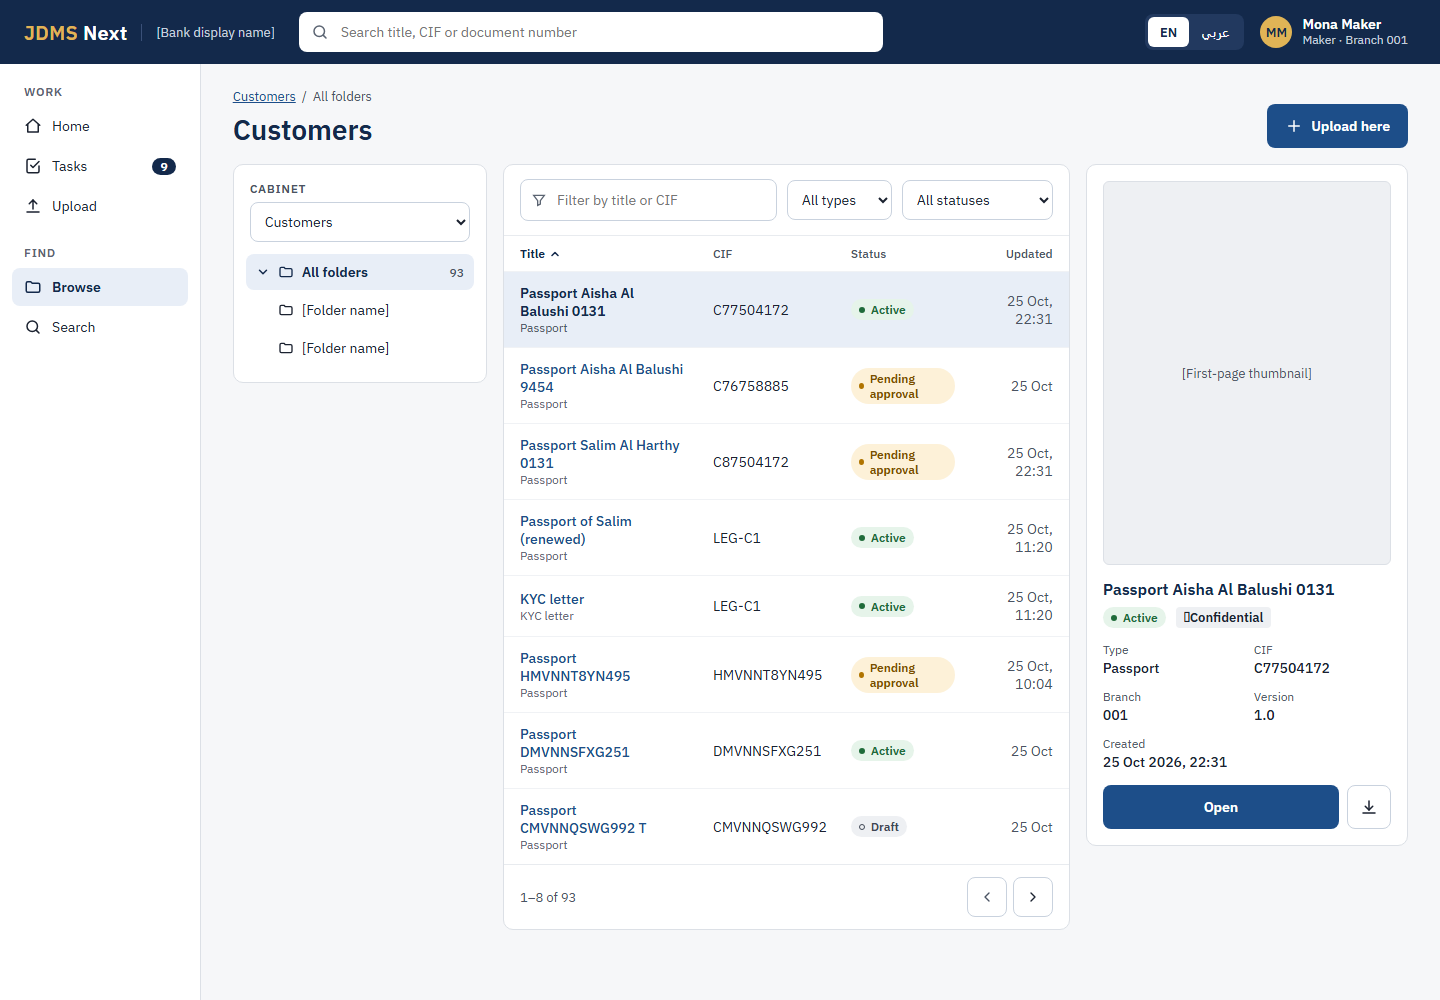 JDMS Next
[Bank display name]
Search title, CIF or document number
EN
عربي
MM
Mona Maker
Maker · Branch 001
WORK
Home
Tasks
9
Upload
FIND
Browse
Search
Customers / All folders
Customers
Upload here
CABINET
Customers
All folders
93
[Folder name]
[Folder name]
Filter by title or CIF
All types
All statuses
Title
CIF
Status
Updated
Passport Aisha Al
Balushi 0131
Passport
C77504172
Active
25 Oct,
22:31
Passport Aisha Al Balushi
9454
Passport
C76758885
Pending
approval
25 Oct
Passport Salim Al Harthy
0131
Passport
C87504172
Pending
approval
25 Oct,
22:31
Passport of Salim
(renewed)
Passport
LEG-C1
Active
25 Oct,
11:20
KYC letter
KYC letter
LEG-C1
Active
25 Oct,
11:20
Passport
HMVNNT8YN495
Passport
HMVNNT8YN495
Pending
approval
25 Oct,
10:04
Passport
DMVNNSFXG251
Passport
DMVNNSFXG251
Active
25 Oct
Passport
CMVNNQSWG992 T
Passport
CMVNNQSWG992
Draft
25 Oct
1–8 of 93
[First-page thumbnail]
Passport Aisha Al Balushi 0131
Active
Confidential
Type
Passport
CIF
C77504172
Branch
001
Version
1.0
Created
25 Oct 2026, 22:31
Open